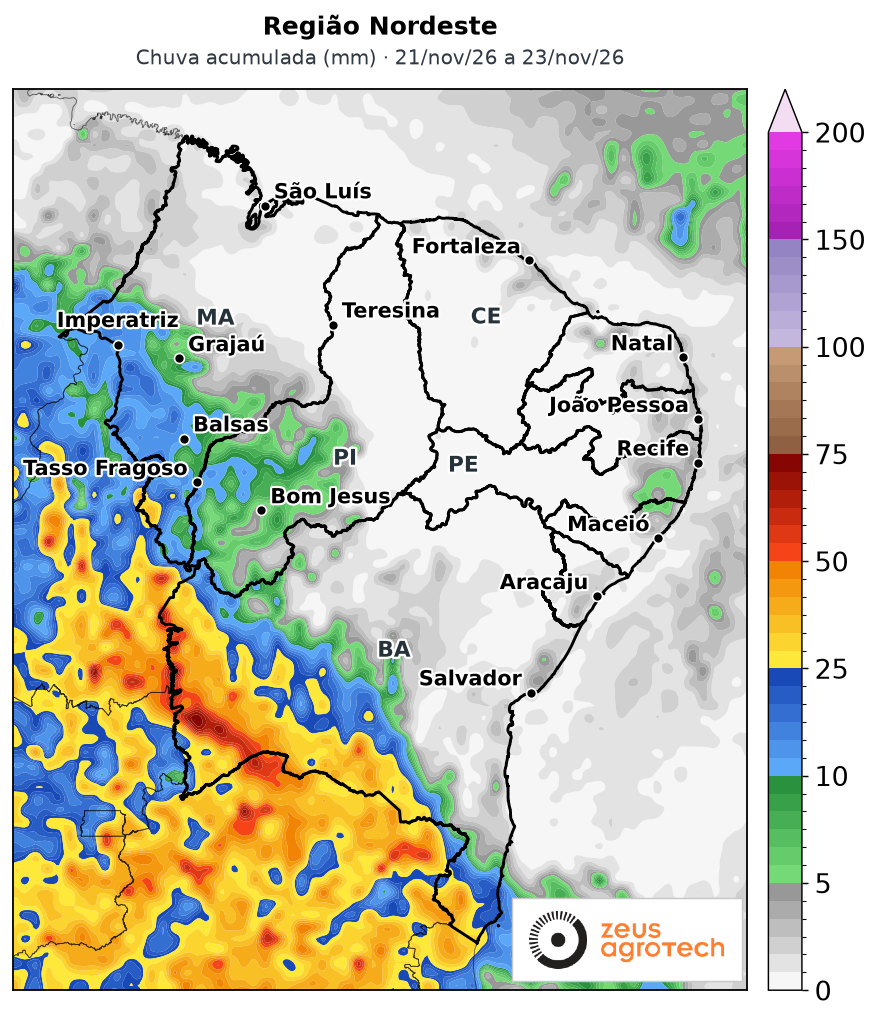 Região Nordeste
Chuva acumulada (mm) · 21/nov/26 a 23/nov/26
São Luís
Fortaleza
Teresina
CE
MA
Imperatriz
Grajaú
Natal
João Pessoa
Balsas
Recife
PI
PE
Tasso Fragoso
Bom Jesus
Maceió
Aracaju
BA
Salvador
zeus
agrotech
200
150
100
75
50
25
10
5
0